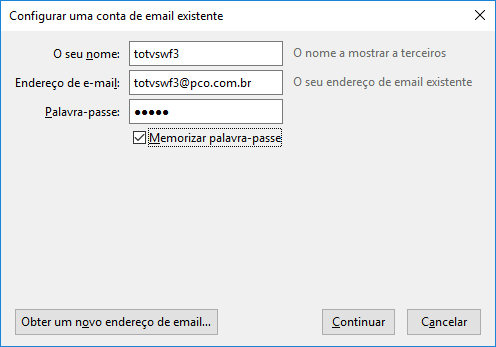 Configurar uma conta de email existente
O seu nome: totvswf3 O nome a mostrar a terceiros
Endereço de e-mail: totvswf3@pco.com.br O seu endereço de email existente
Palavra-passe: ●●●●●
Memorizar palavra-passe
Obter um novo endereço de email... Continuar Cancelar